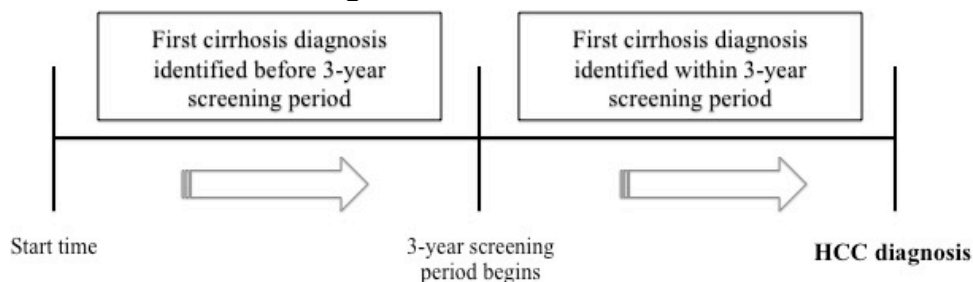 First cirrhosis diagnosis
identified before 3-year
screening period
First cirrhosis diagnosis
identified within 3-year
screening period
Start time
3-year screening
period begins
HCC diagnosis